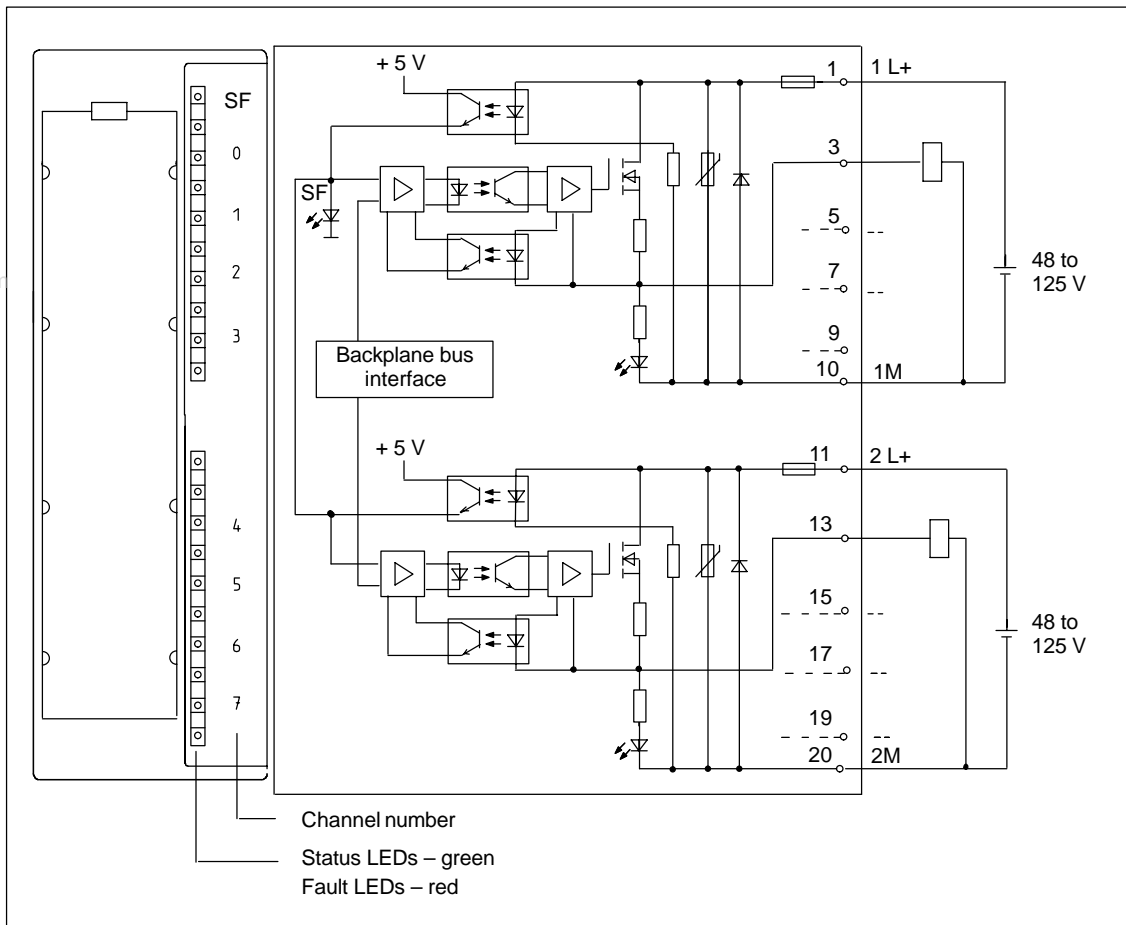 SF
0
1
2
3
4
5
6
7
+ 5 V
SF
Backplane bus
interface
+ 5 V
1
1 L+
3
5
7
9
10
1M
48 to
125 V
11
2 L+
13
15
17
19
20
2M
48 to
125 V
Channel number
Status LEDs – green
Fault LEDs – red